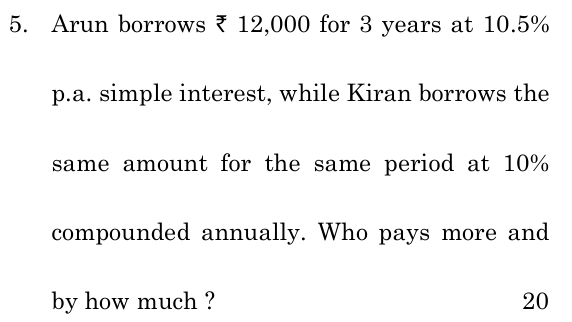 5. Arun borrows ₹ 12,000 for 3 years at 10.5%
p.a. simple interest, while Kiran borrows the
same amount for the same period at 10%
compounded annually. Who pays more and
by how much ? 20